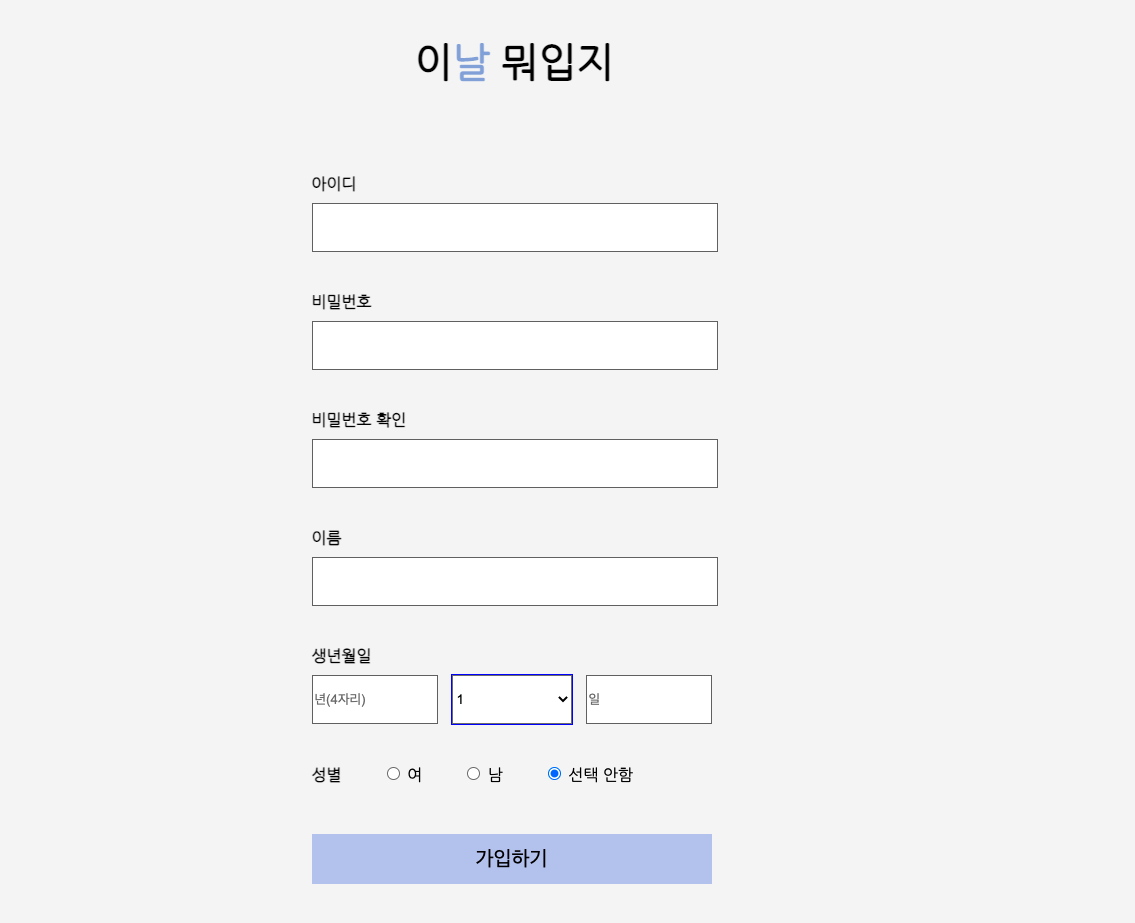 이날 뭐입지
아이디
비밀번호
비밀번호 확인
이름
생년월일
년(4자리) 1 일
성별 여 남 선택 안함
가입하기